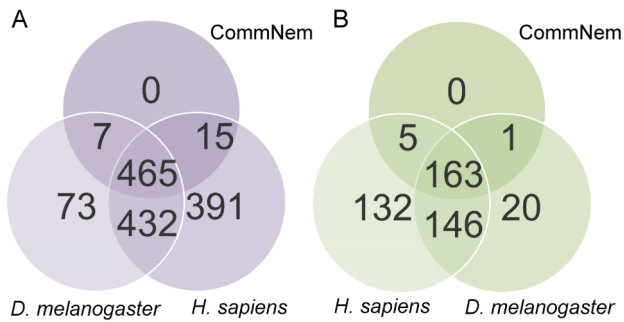 A
CommNem
0
7
15
465
73
432
391
D. melanogaster
H. sapiens
B
CommNem
0
5
1
163
132
146
20
H. sapiens
D. melanogaster